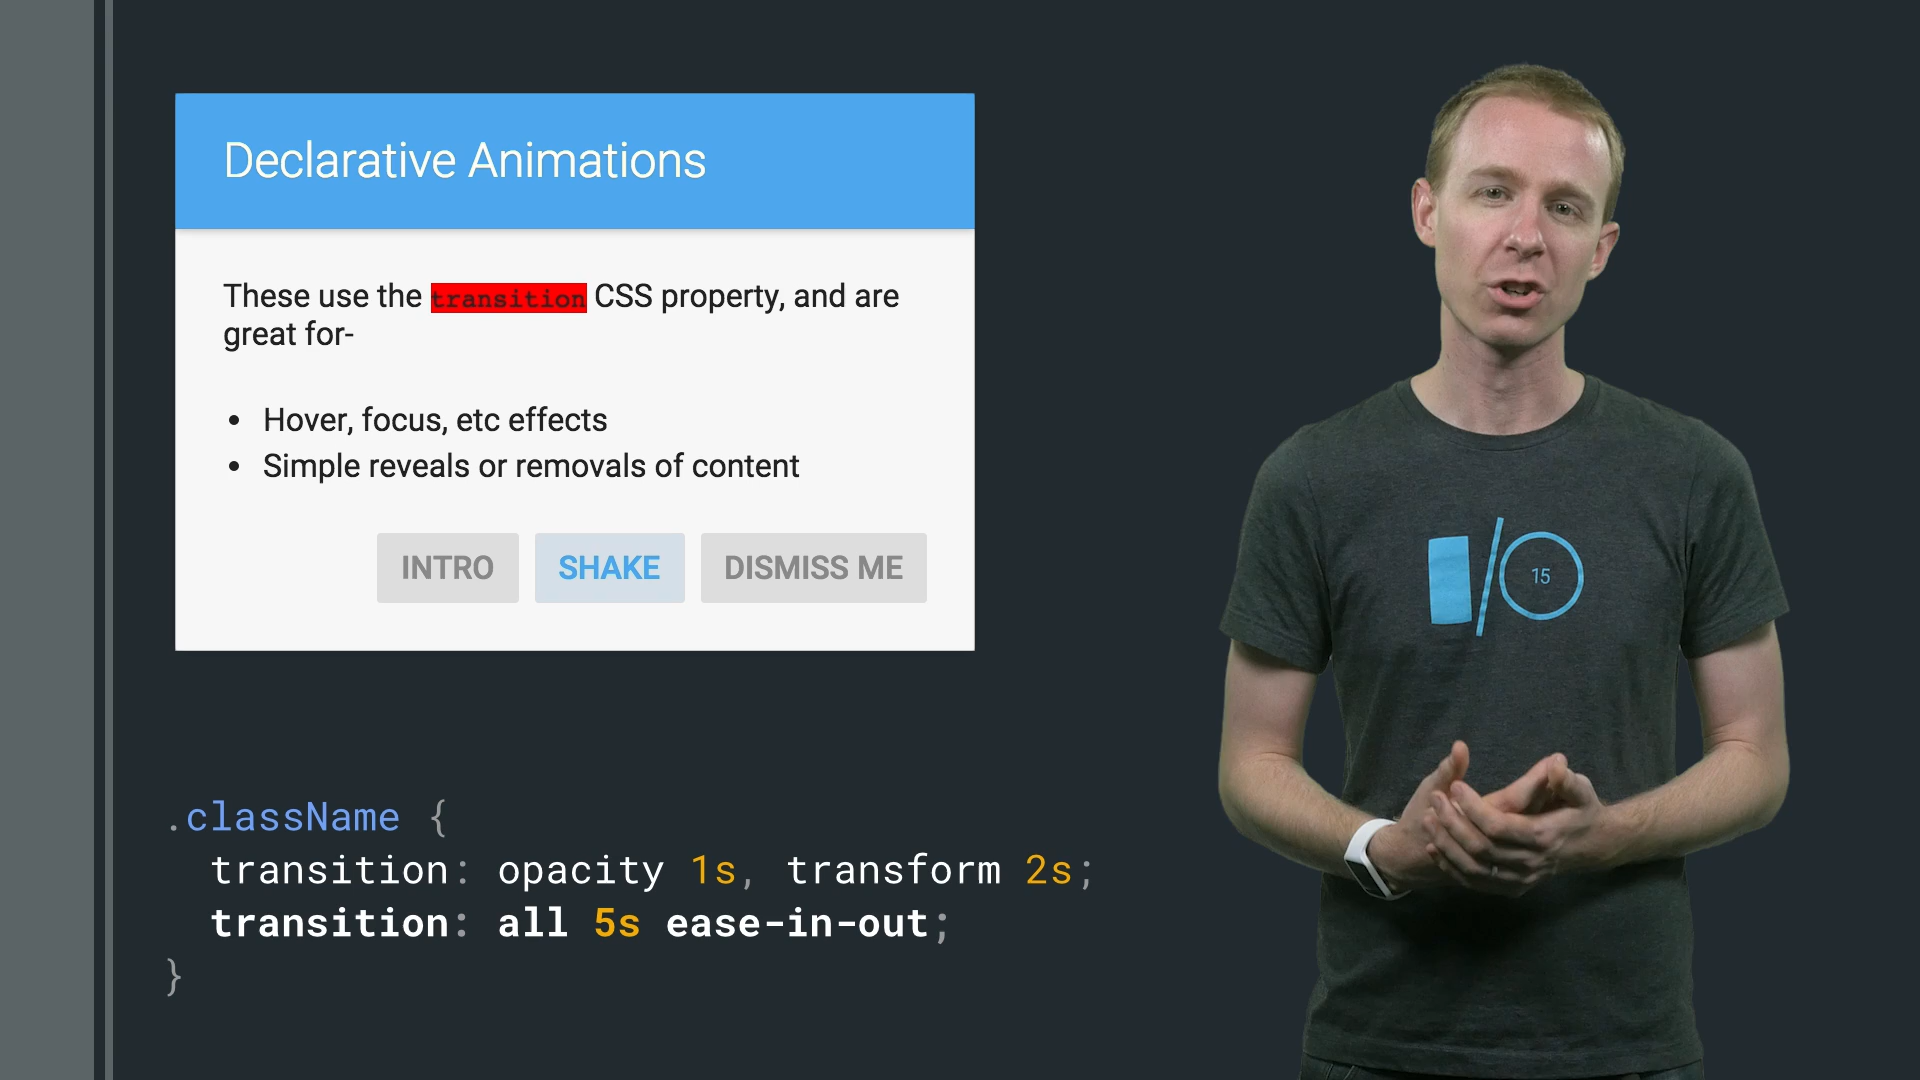 Declarative Animations
These use the transition CSS property, and are
great for-
• Hover, focus, etc effects
• Simple reveals or removals of content
INTRO SHAKE DISMISS ME
I/O 15
.className {
transition: opacity 1s, transform 2s;
transition: all 5s ease-in-out;
}